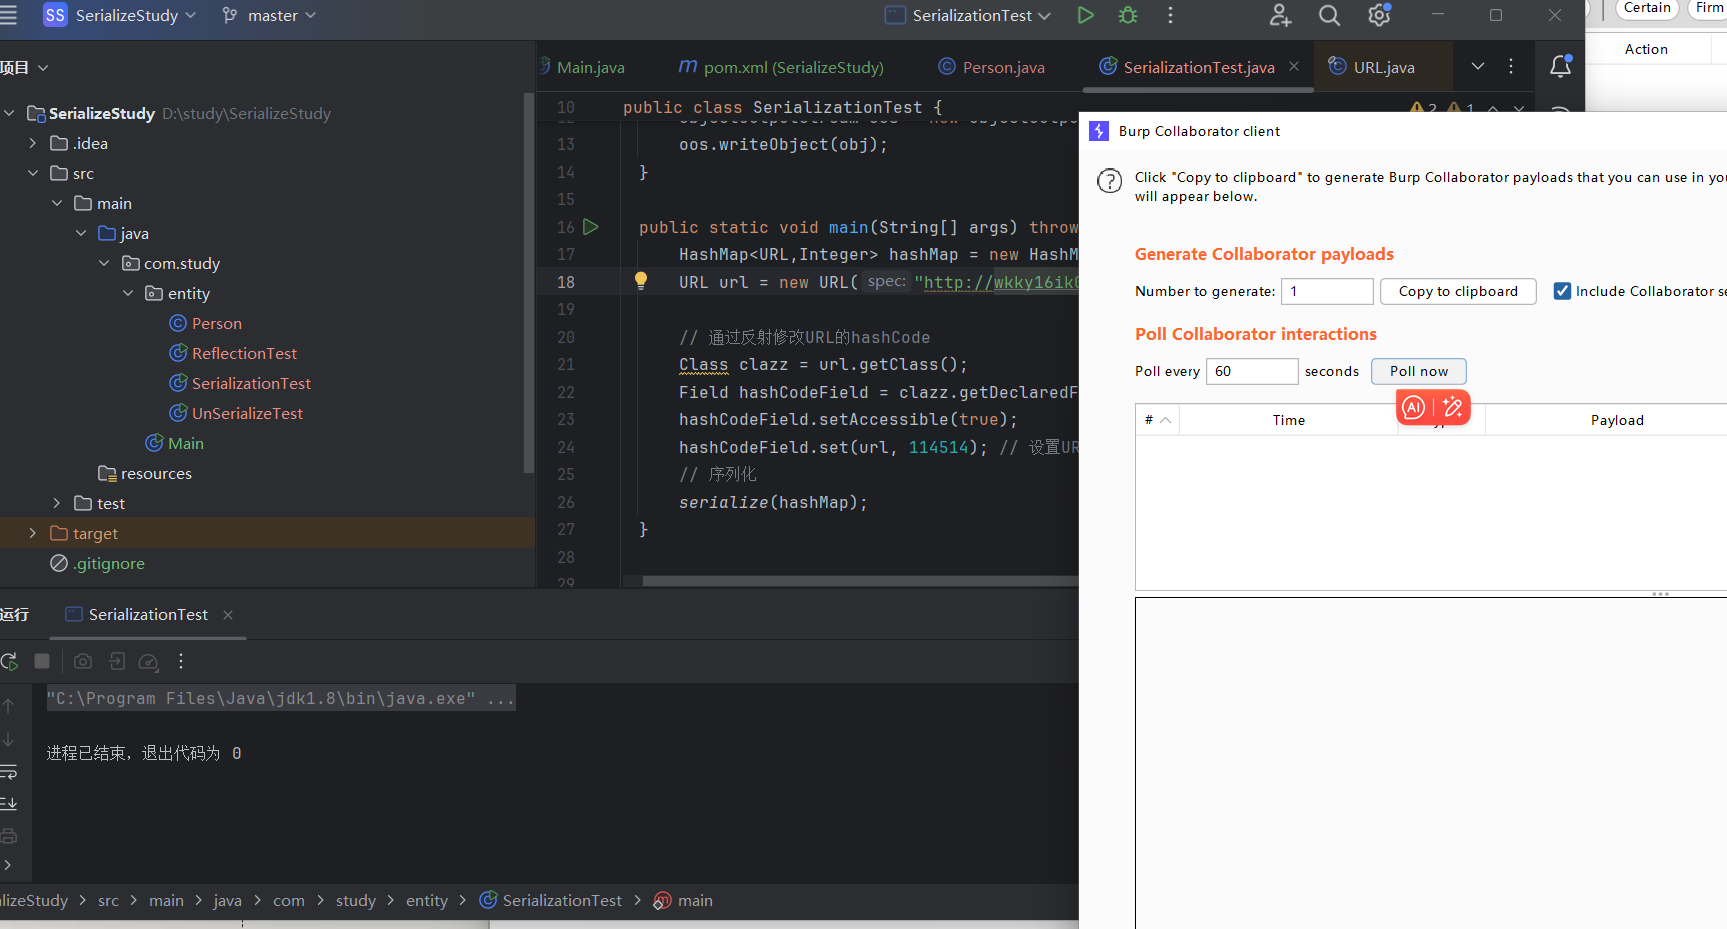 SS SerializeStudy master SerializationTest
Certain Firm
项目
Main.java pom.xml (SerializeStudy) Person.java SerializationTest.java URL.java
Action
SerializeStudy D:\study\SerializeStudy
.idea
src
main
java
com.study
entity
Person
ReflectionTest
SerializationTest
UnSerializeTest
Main
resources
test
target
.gitignore
10 public class SerializationTest {
2 1
13 oos.writeObject(obj);
14 }
15
16 public static void main(String[] args) throw
17 HashMap<URL,Integer> hashMap = new HashM
18 URL url = new URL( spec: "http://wkky16ik
19
20 // 通过反射修改URL的hashCode
21 Class clazz = url.getClass();
22 Field hashCodeField = clazz.getDeclaredF
23 hashCodeField.setAccessible(true);
24 hashCodeField.set(url, 114514); // 设置UR
25 // 序列化
26 serialize(hashMap);
27 }
28
29
Burp Collaborator client
Click "Copy to clipboard" to generate Burp Collaborator payloads that you can use in you
will appear below.
Generate Collaborator payloads
Number to generate: 1 Copy to clipboard Include Collaborator se
Poll Collaborator interactions
Poll every 60 seconds Poll now
AI
# Time Payload
运行 SerializationTest
"C:\Program Files\Java\jdk1.8\bin\java.exe" ...
进程已结束，退出代码为 0
alizeStudy > src > main > java > com > study > entity > SerializationTest > main